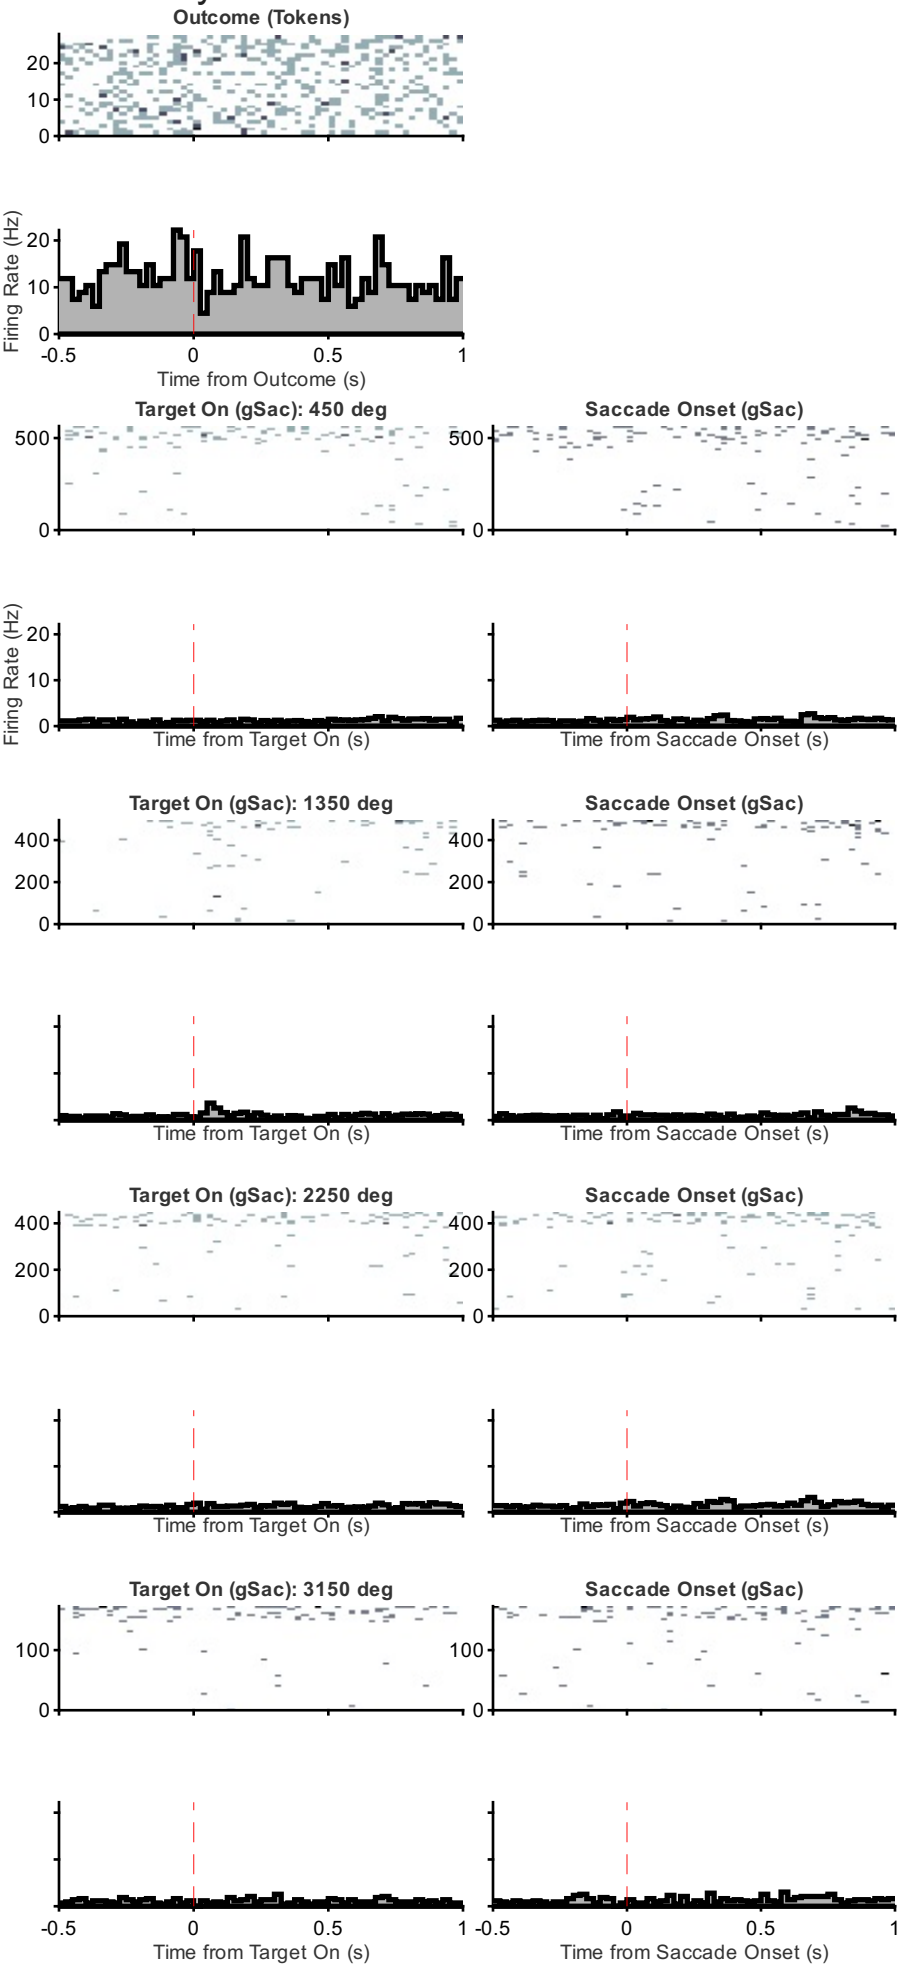 Outcome (Tokens)
20
10
0
Firing Rate (Hz)
20
10
0
-0.5 0 0.5 1
Time from Outcome (s)
Target On (gSac): 450 deg
Saccade Onset (gSac)
500
0
500
0
Firing Rate (Hz)
20
10
0
Time from Target On (s)
Time from Saccade Onset (s)
Target On (gSac): 1350 deg
Saccade Onset (gSac)
400
200
0
400
200
0
Time from Target On (s)
Time from Saccade Onset (s)
Target On (gSac): 2250 deg
Saccade Onset (gSac)
400
200
0
400
200
0
Time from Target On (s)
Time from Saccade Onset (s)
Target On (gSac): 3150 deg
Saccade Onset (gSac)
100
0
100
0
-0.5 0 0.5 1
-0.5 0 0.5 1
Time from Target On (s)
Time from Saccade Onset (s)